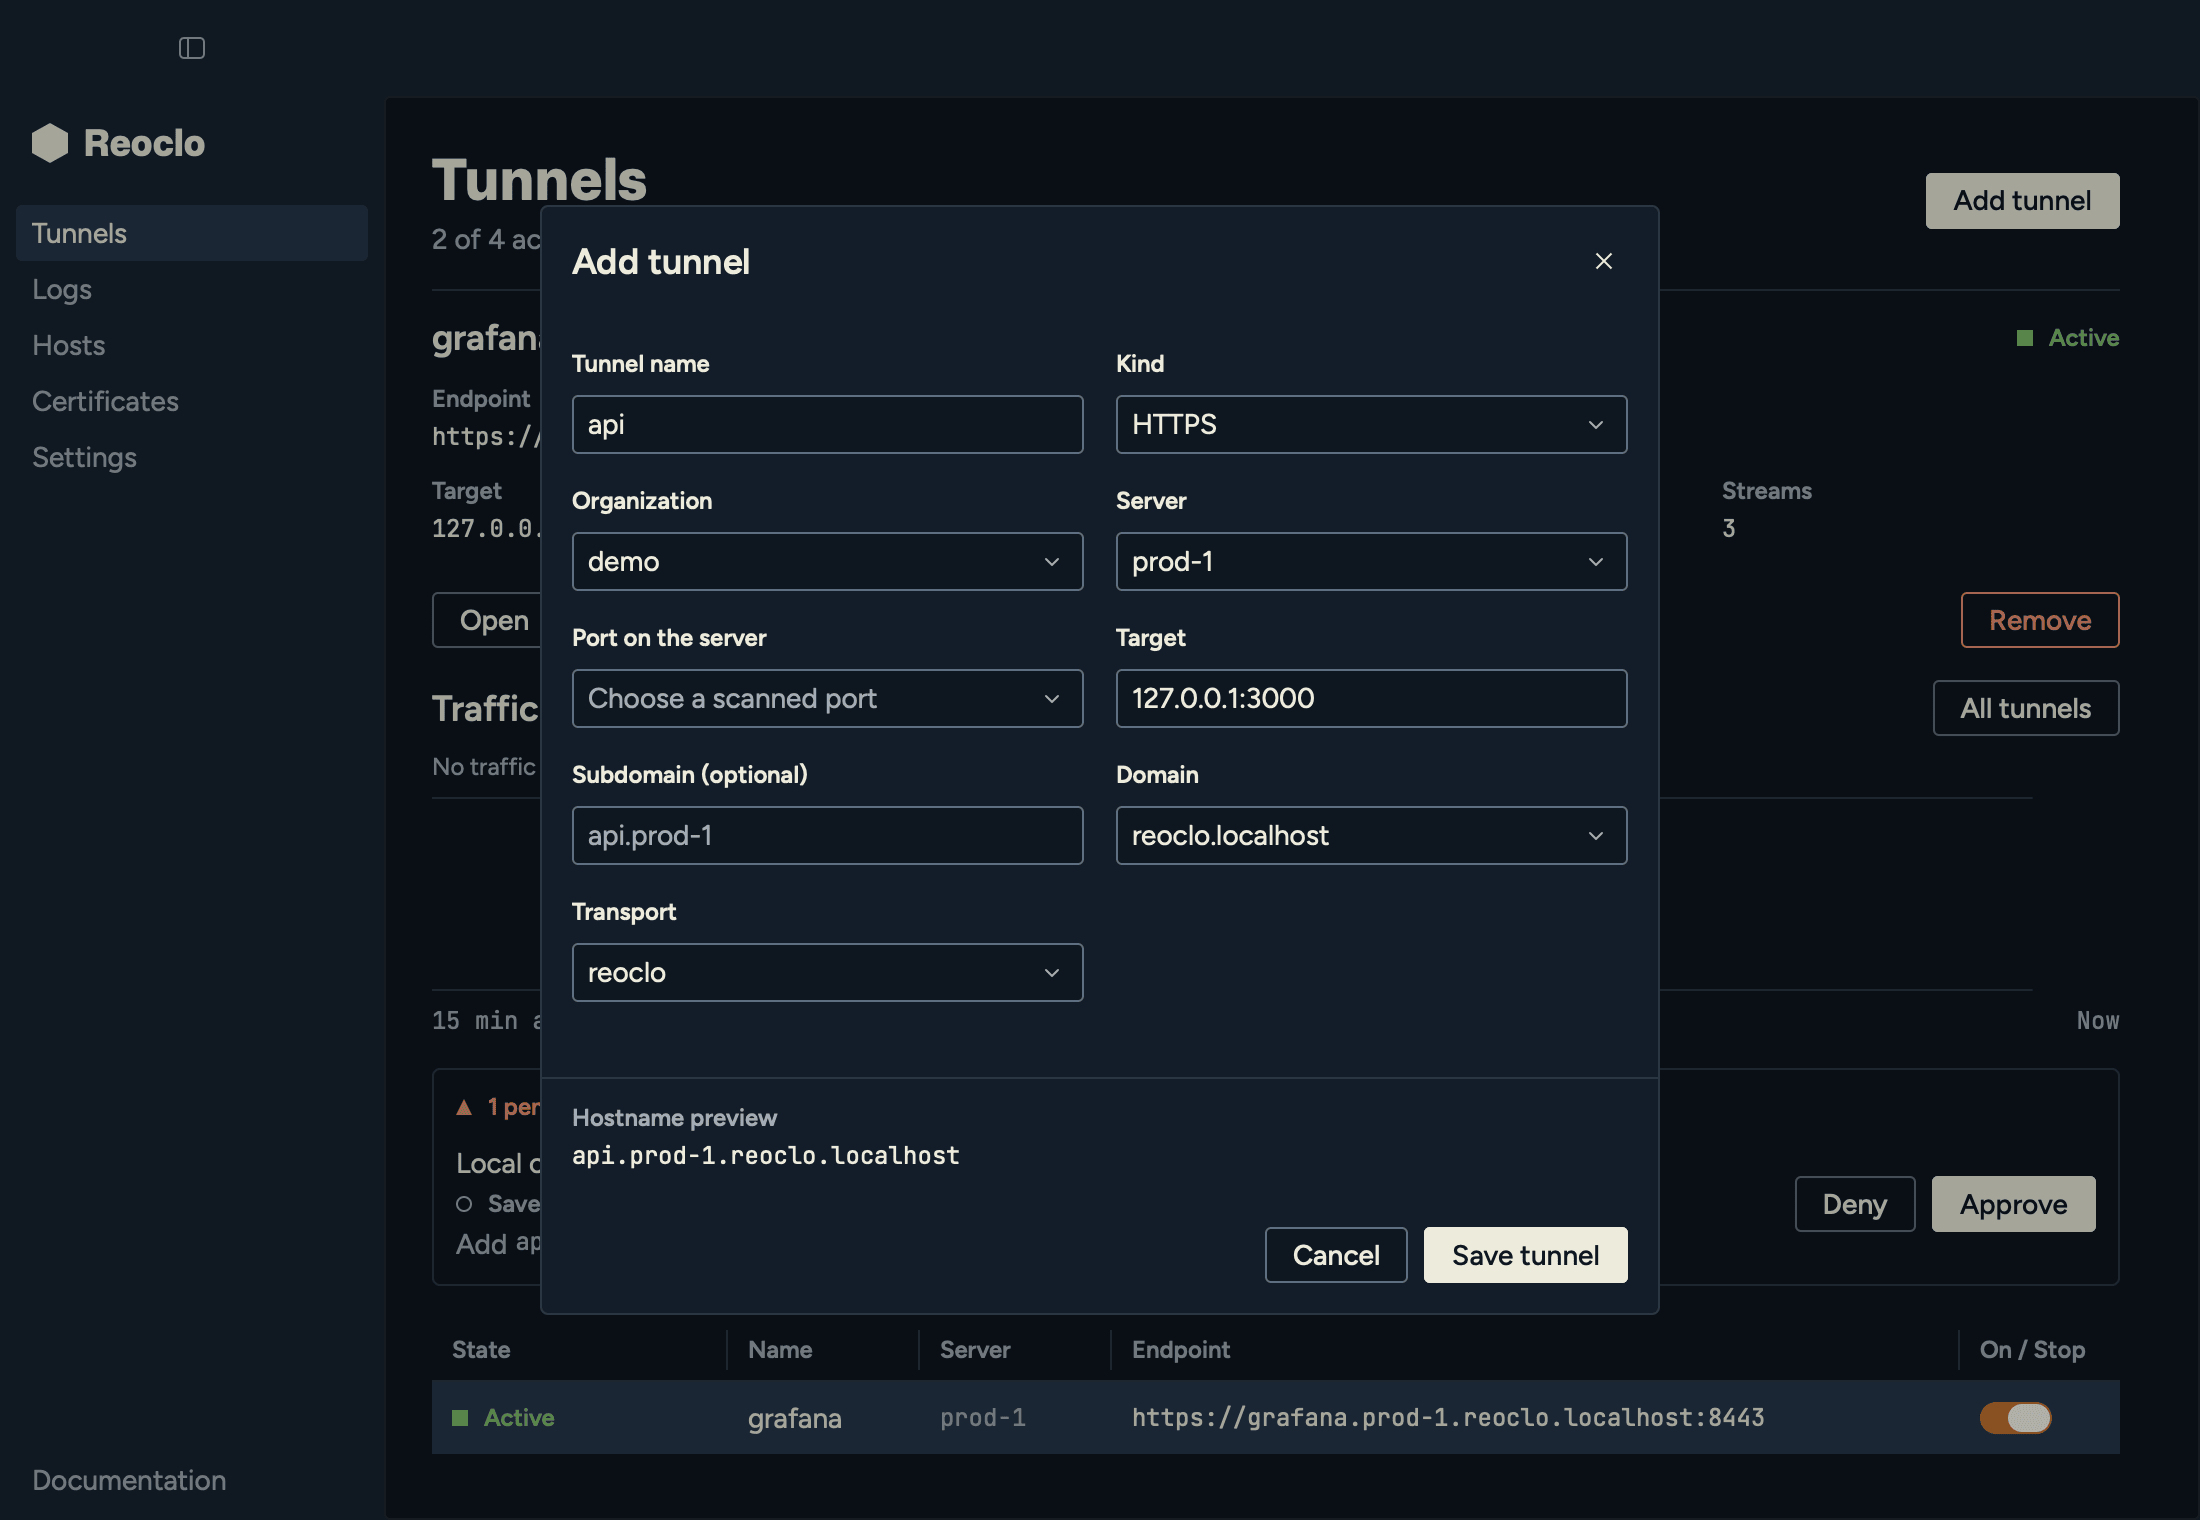 Reoclo
Tunnels
Logs
Hosts
Certificates
Settings
Documentation
Tunnels
2 of 4 ac
Add tunnel
grafana
Active
Endpoint
https://
Target
127.0.0.
Streams
3
Open
Remove
Traffic
All tunnels
No traffic
15 min a
Now
1 per
Local c
Save
Add ap
Deny
Approve
Add tunnel
Tunnel name
api
Kind
HTTPS
Organization
demo
Server
prod-1
Port on the server
Choose a scanned port
Target
127.0.0.1:3000
Subdomain (optional)
api.prod-1
Domain
reoclo.localhost
Transport
reoclo
Hostname preview
api.prod-1.reoclo.localhost
Cancel
Save tunnel
State Name Server Endpoint On / Stop
Active grafana prod-1 https://grafana.prod-1.reoclo.localhost:8443